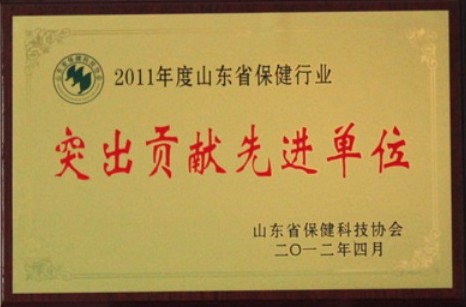 2011年度山东省保健行业
突出贡献先进单位
山东省保健科技协会
二〇一二年四月